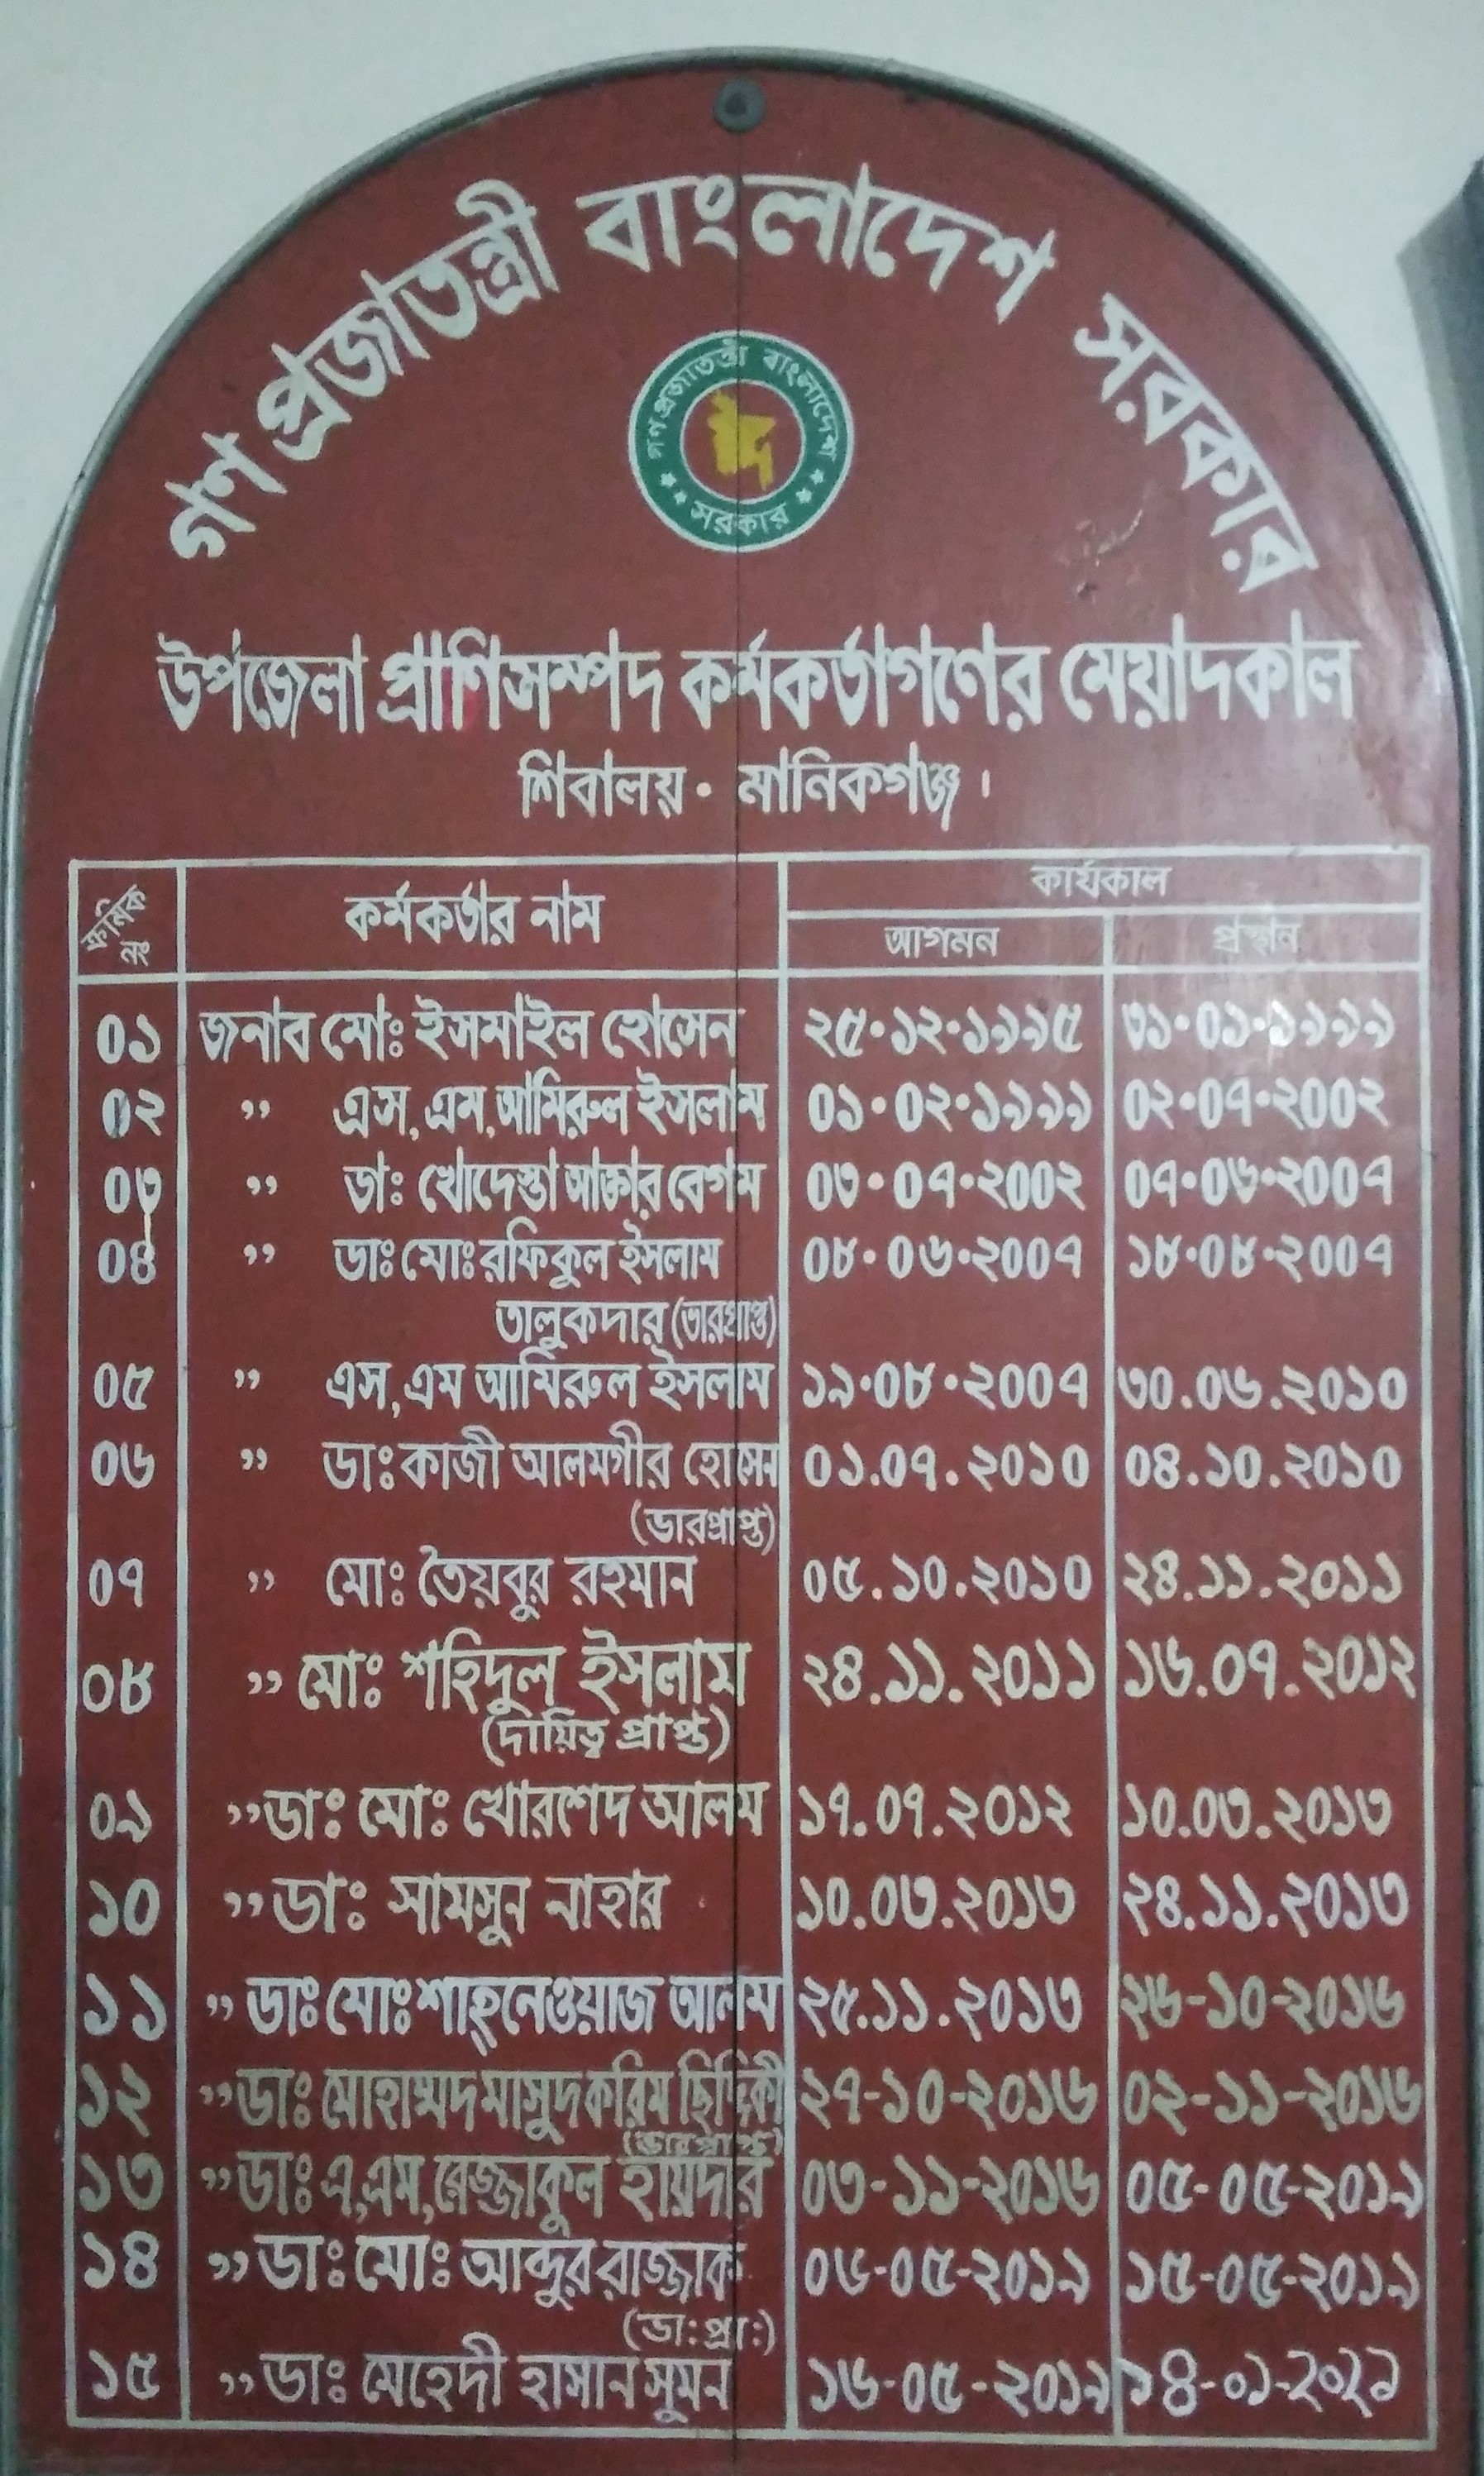 গণ প্রজাতন্ত্রী বাংলাদেশ সরকার
গণপ্রজাতন্ত্রী বাংলাদেশ
সরকার
উপজেলা প্রাণিসম্পদ কর্মকর্তাগণের মেয়াদকাল
শিবালয় · মানিকগঞ্জ ।
ক্রমিক নং কর্মকর্তার নাম কার্যকাল
আগমন প্রস্থান
০১ জনাব মোঃ ইসমাইল হোসেন ২৫·১২·১৯৯৫ ৩১·০১·১৯৯৯
০২ ,, এস, এম, আমিরুল ইসলাম ০১·০২·১৯৯৯ ০২·০৭·২০০২
০৩ ,, ডাঃ খোদেস্তা আক্তার বেগম ০৩·০৭·২০০২ ০৭·০৬·২০০৭
০৪ ,, ডাঃ মোঃ রফিকুল ইসলাম ০৮·০৬·২০০৭ ১৮·০৮·২০০৭
তালুকদার (ভারপ্রাপ্ত)
০৫ ,, এস, এম আমিরুল ইসলাম ১৯·০৮·২০০৭ ৩০.০৬.২০১০
০৬ ,, ডাঃ কাজী আলমগীর হোসেন ০১.০৭.২০১০ ০৪.১০.২০১০
(ভারপ্রাপ্ত)
০৭ ,, মোঃ তৈয়বুর রহমান ০৫.১০.২০১০ ২৪.১১.২০১১
০৮ ,, মোঃ শহিদুল ইসলাম ২৪.১১.২০১১ ১৬.০৭.২০১২
(দায়িত্ব প্রাপ্ত)
০৯ ,, ডাঃ মোঃ খোরশেদ আলম ১৭.০৭.২০১২ ১০.০৩.২০১৩
১০ ,, ডাঃ সামসুন নাহার ১০.০৩.২০১৩ ২৪.১১.২০১৩
১১ ,, ডাঃ মোঃ শাহ্‌নেওয়াজ আলম ২৫.১১.২০১৩ ২৬-১০-২০১৬
১২ ,, ডাঃ মোহাম্মদ মাসুদ করিম ছিদ্দিকী ২৭-১০-২০১৬ ০২-১১-২০১৬
(ভারপ্রাপ্ত)
১৩ ,, ডাঃ এ, এম, রেজ্জাকুল হায়দার ০৩-১১-২০১৬ ০৫-০৫-২০১৯
১৪ ,, ডাঃ মোঃ আব্দুর রাজ্জাক ০৬-০৫-২০১৯ ১৫-০৫-২০১৯
(ভা:প্রা:)
১৫ ,, ডাঃ মেহেদী হাসান সুমন ১৬-০৫-২০১৯ ১৪-০১-২০২১